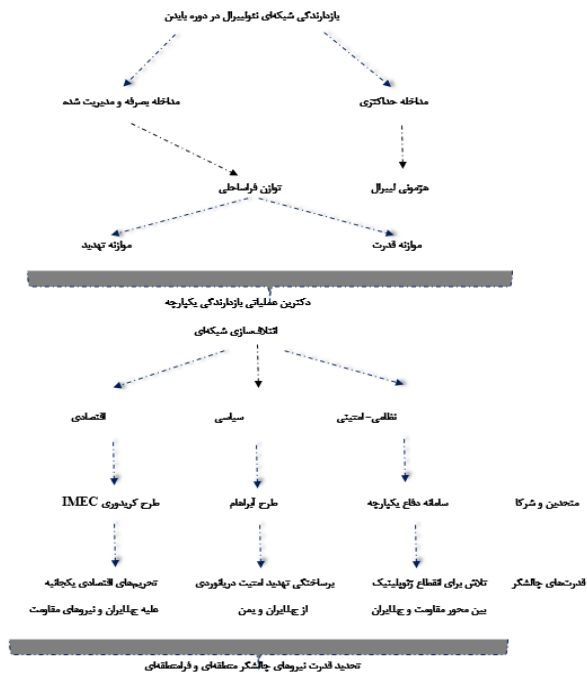 بازدارندگی شبکه‌ای نئولیبرال در دوره بایدن
مداخله حداکثری
مداخله بصرفه و مدیریت شده
هژمونی لیبرال
توازن فراساحلی
موازنه قدرت
موازنه تهدید
دکترین عملیاتی بازدارندگی یکپارچه
ائتلاف‌سازی شبکه‌ای
نظامی- امنیتی
سیاسی
اقتصادی
متحدین و شرکا
سامانه دفاع یکپارچه
طرح آبراهام
طرح کریدوری IMEC
قدرت‌های چالشگر
تلاش برای انقطاع ژئوپلیتیک
بین محور مقاومت و ج‌ا.ایران
برساختگی تهدید امنیت دریانوردی
از ج‌ا.ایران و یمن
تحریم‌های اقتصادی یکجانبه
علیه ج‌ا.ایران و نیروهای مقاومت
تحدید قدرت نیروهای چالشگر منطقه‌ای و فرامنطقه‌ای